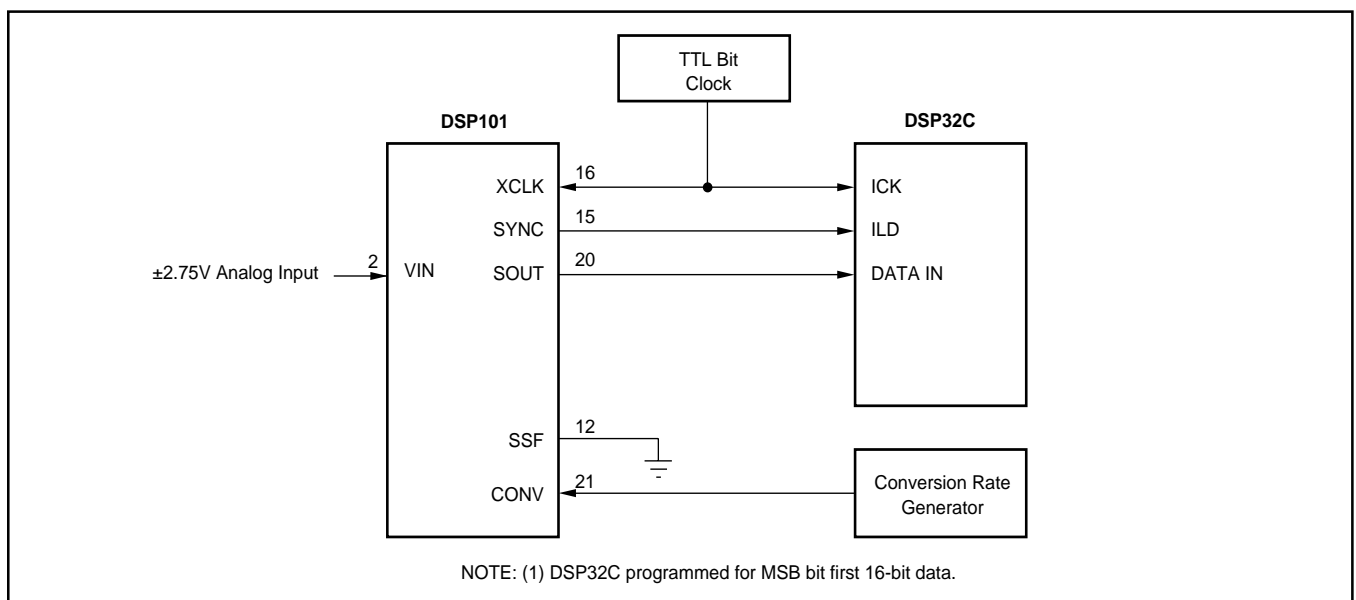 TTL Bit
Clock
DSP101
DSP32C
XCLK
16
ICK
SYNC
15
ILD
±2.75V Analog Input
2
VIN
SOUT
20
DATA IN
SSF
12
CONV
21
Conversion Rate
Generator
NOTE: (1) DSP32C programmed for MSB bit first 16-bit data.